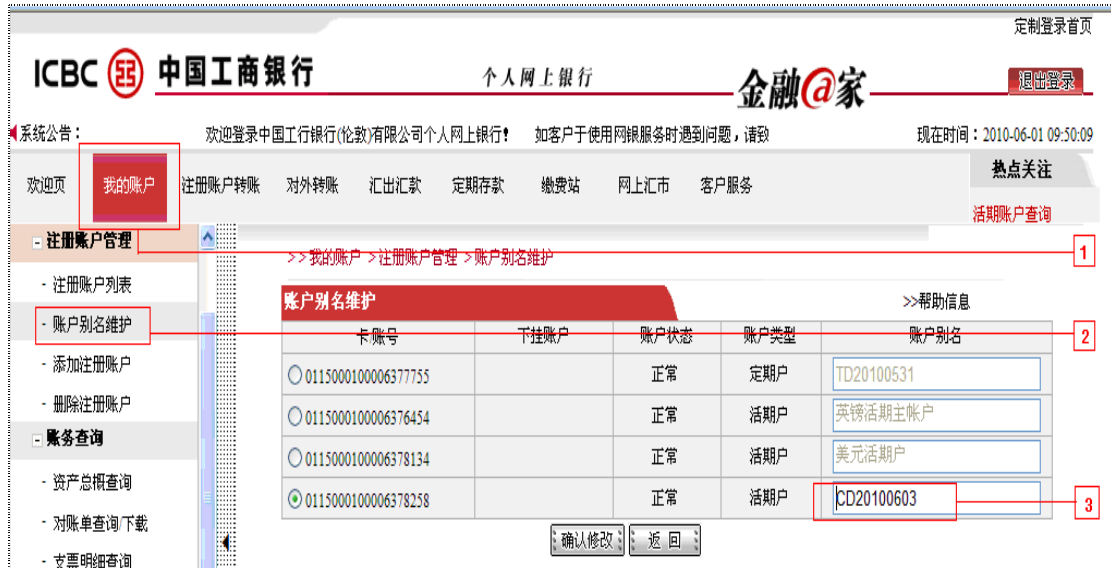 定制登录首页
ICBC 中国工商银行 个人网上银行 金融@家 退出登录
系统公告： 欢迎登录中国工行银行(伦敦)有限公司个人网上银行！ 如客户于使用网银服务时遇到问题，请致 现在时间：2010-06-01 09:50:09
欢迎页 我的账户 注册账户转账 对外转账 汇出汇款 定期存款 缴费站 网上汇市 客户服务 热点关注
活期账户查询
- 注册账户管理 1
>>我的账户 >注册账户管理 >账户别名维护
- 注册账户列表
账户别名维护 >>帮助信息
- 账户别名维护 2
卡/账号 下挂账户 账户状态 账户类型 账户别名
- 添加注册账户
0115000100006377755 正常 定期户 TD20100531
- 删除注册账户
0115000100006376454 正常 活期户 英镑活期主帐户
- 账务查询
0115000100006378134 正常 活期户 美元活期户
- 资产总概查询
0115000100006378258 正常 活期户 CD20100603 3
- 对账单查询/下载
确认修改 返回
- 支票明细查询